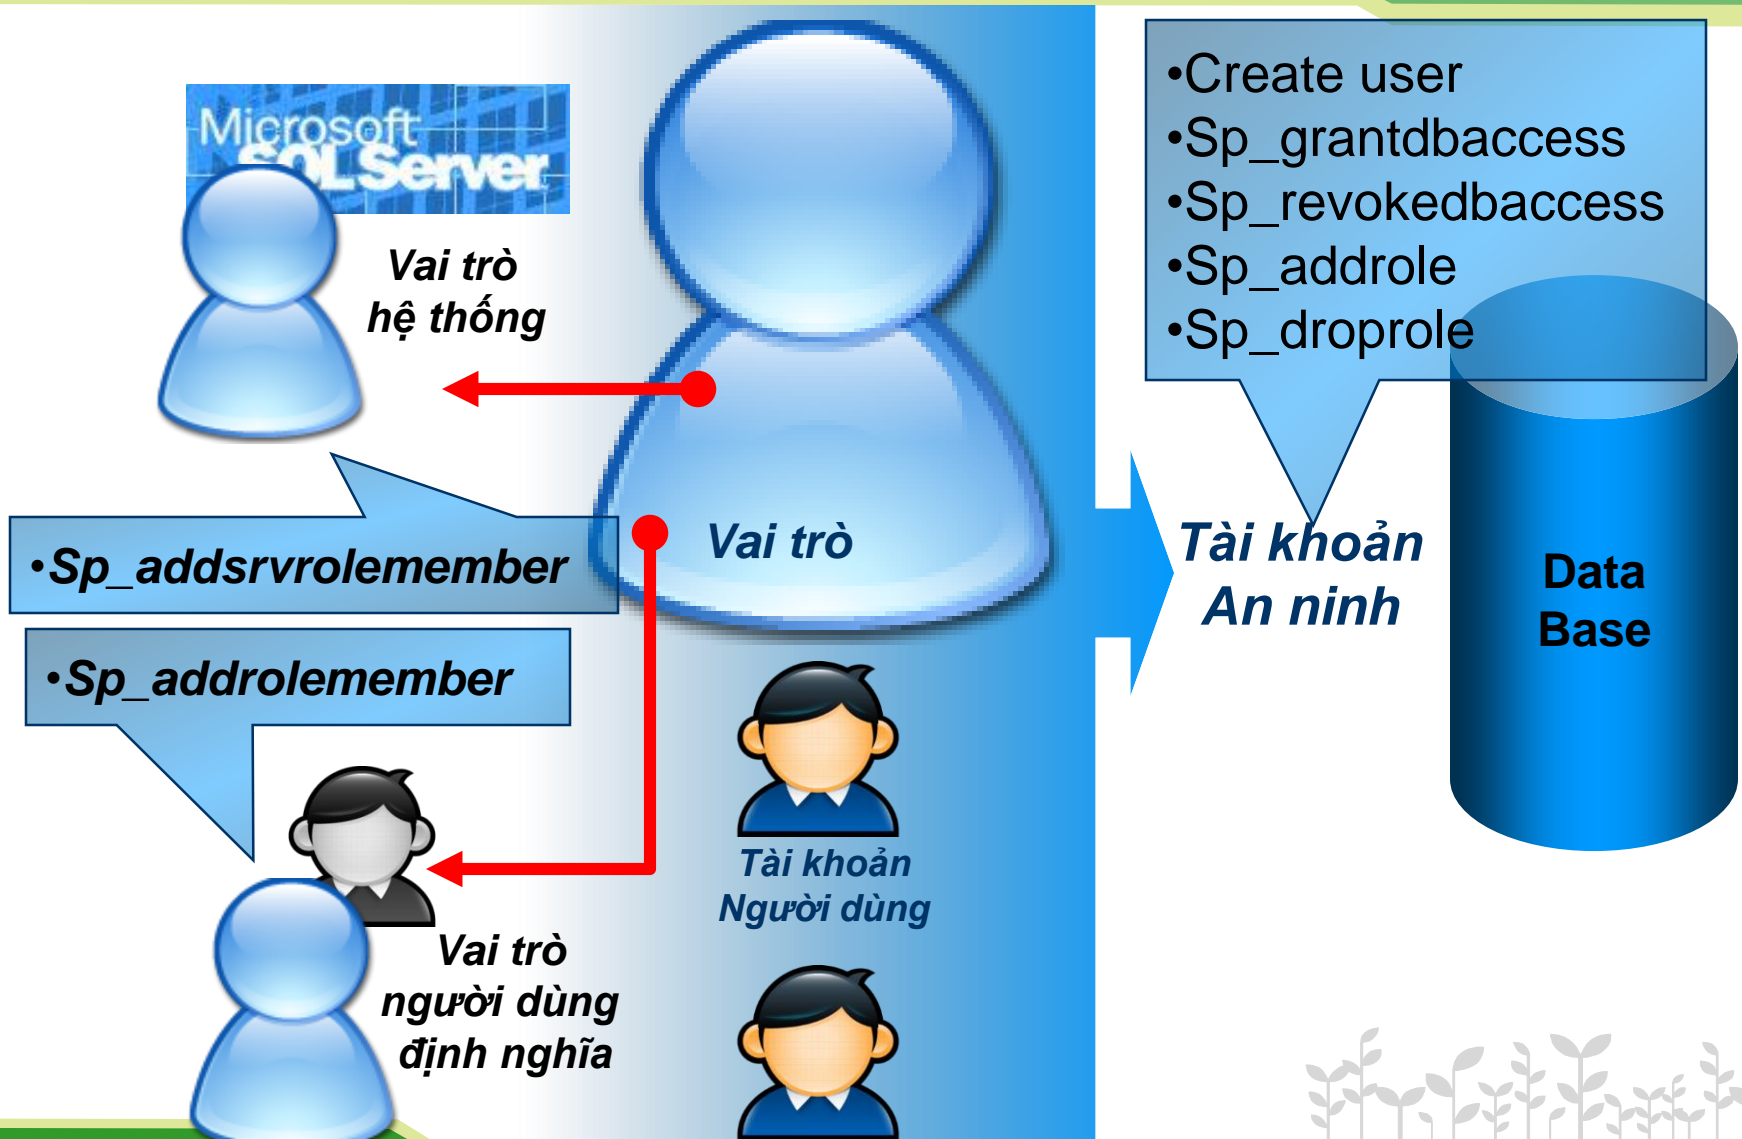 Microsoft
SQL Server
Vai trò
hệ thống
•Sp_addsrvrolemember
•Sp_addrolemember
Vai trò
người dùng
định nghĩa
Vai trò
Tài khoản
Người dùng
•Create user
•Sp_grantdbaccess
•Sp_revokedbaccess
•Sp_addrole
•Sp_droprole
Tài khoản
An ninh
Data
Base